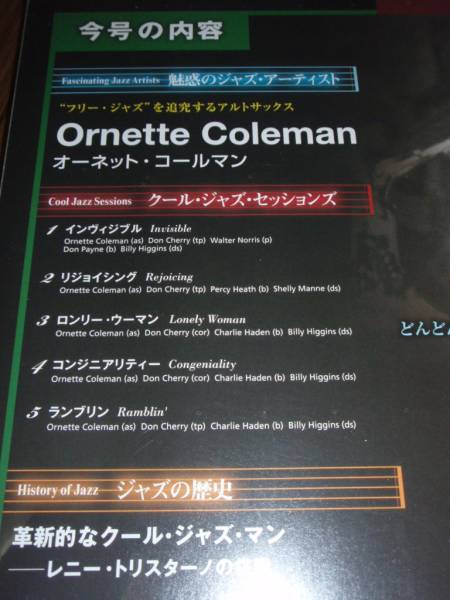 今号の内容
Fascinating Jazz Artists 魅惑のジャズ・アーティスト
"フリー・ジャズ"を追究するアルトサックス
Ornette Coleman
オーネット・コールマン
Cool Jazz Sessions クール・ジャズ・セッションズ
1 インヴィジブル Invisible
Ornette Coleman (as) Don Cherry (tp) Walter Norris (p)
Don Payne (b) Billy Higgins (ds)
2 リジョイシング Rejoicing
Ornette Coleman (as) Don Cherry (tp) Percy Heath (b) Shelly Manne (ds)
3 ロンリー・ウーマン Lonely Woman
Ornette Coleman (as) Don Cherry (cor) Charlie Haden (b) Billy Higgins (ds)
どんどん
4 コンジニアリティー Congeniality
Ornette Coleman (as) Don Cherry (cor) Charlie Haden (b) Billy Higgins (ds)
5 ランブリン Ramblin'
Ornette Coleman (as) Don Cherry (tp) Charlie Haden (b) Billy Higgins (ds)
History of Jazz ジャズの歴史
革新的なクール・ジャズ・マン
──レニー・トリスターノの